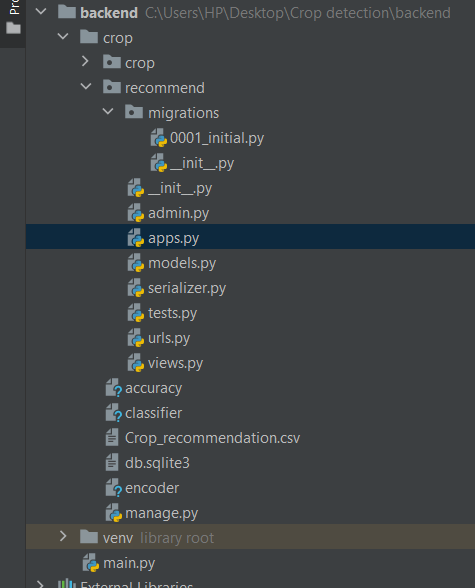 Pro
backend C:\Users\HP\Desktop\Crop detection\backend
crop
crop
recommend
migrations
0001_initial.py
__init__.py
__init__.py
admin.py
apps.py
models.py
serializer.py
tests.py
urls.py
views.py
accuracy
classifier
Crop_recommendation.csv
db.sqlite3
encoder
manage.py
venv library root
main.py
External Libraries